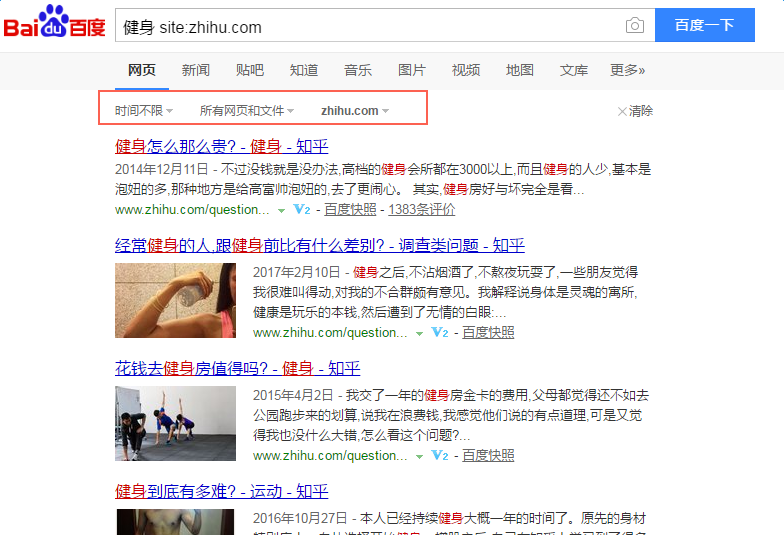 Bai du 百度
健身 site:zhihu.com
百度一下
网页 新闻 贴吧 知道 音乐 图片 视频 地图 文库 更多»
时间不限 所有网页和文件 zhihu.com 清除
健身怎么那么贵? - 健身 - 知乎
2014年12月11日 - 不过没钱就是没办法,高档的健身会所都在3000以上,而且健身的人少,基本是
泡妞的多,那种地方是给高富帅泡妞的,去了更闹心。 其实,健身房好与坏完全是看...
www.zhihu.com/question... V2 - 百度快照 - 1383条评价
经常健身的人,跟健身前比有什么差别? - 调查类问题 - 知乎
2017年2月10日 - 健身之后,不沾烟酒了,不熬夜玩耍了,一些朋友觉得
我很难叫得动,对我的不合群颇有意见。我解释说身体是灵魂的寓所,
健康是玩乐的本钱,然后遭到了无情的白眼:...
www.zhihu.com/question... V2 - 百度快照
花钱去健身房值得吗? - 健身 - 知乎
2015年4月2日 - 我交了一年的健身房金卡的费用,父母都觉得还不如去
公园跑步来的划算,说我在浪费钱,我感觉他们说的有点道理,可是又觉
得我也没什么大错,怎么看这个问题?...
www.zhihu.com/question... V2 - 百度快照
健身到底有多难? - 运动 - 知乎
2016年10月27日 - 本人已经持续健身大概一年的时间了。原先的身材